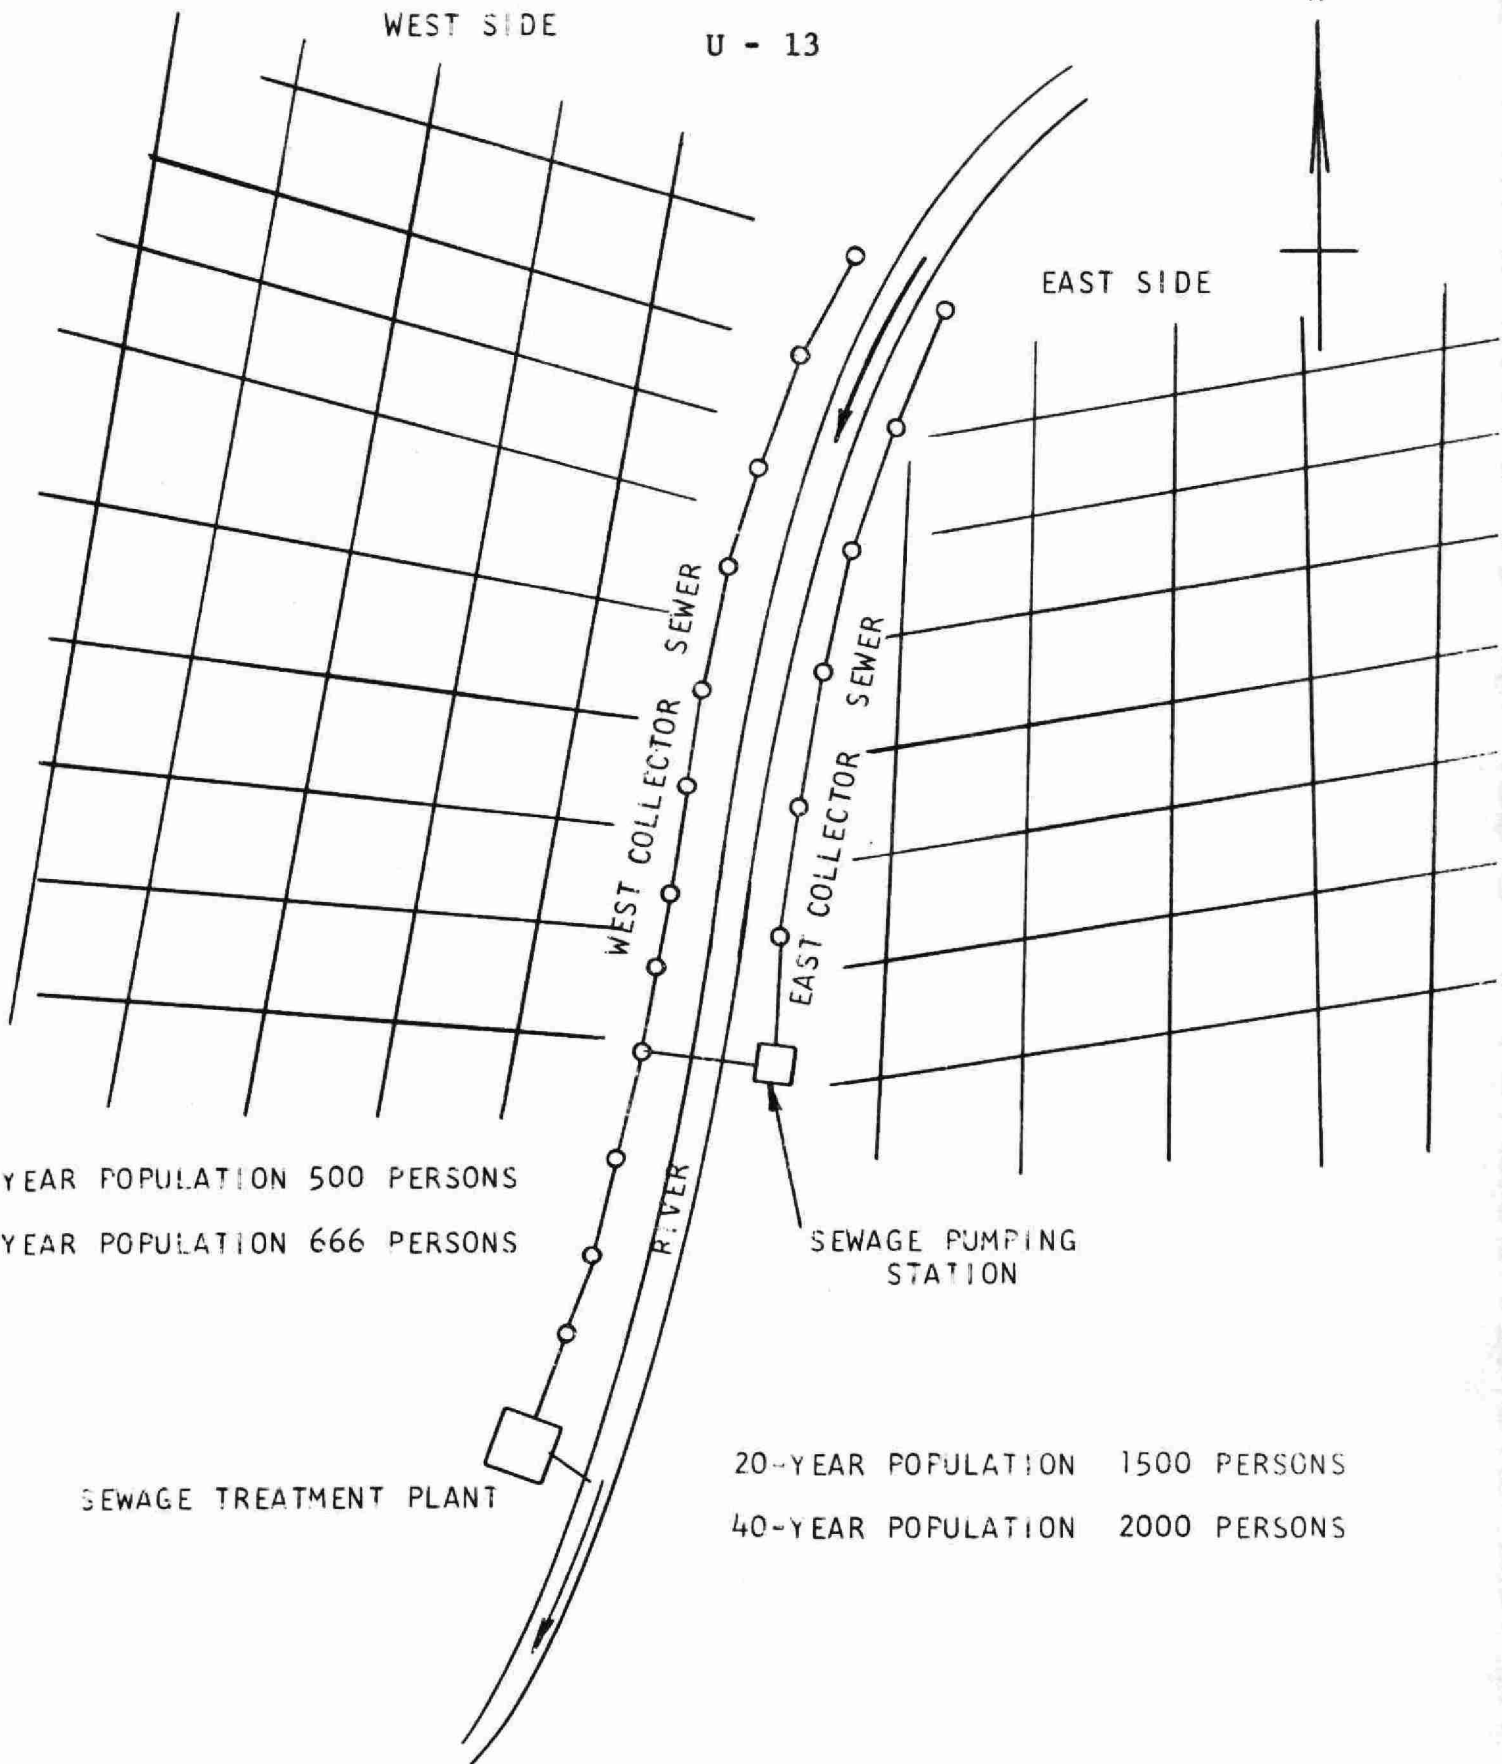 WEST SIDE
U - 13
EAST SIDE
WEST COLLECTOR SEWER
EAST COLLECTOR SEWER
RIVER
YEAR POPULATION 500 PERSONS
YEAR POPULATION 666 PERSONS
SEWAGE PUMPING
STATION
SEWAGE TREATMENT PLANT
20-YEAR POPULATION 1500 PERSONS
40-YEAR POPULATION 2000 PERSONS